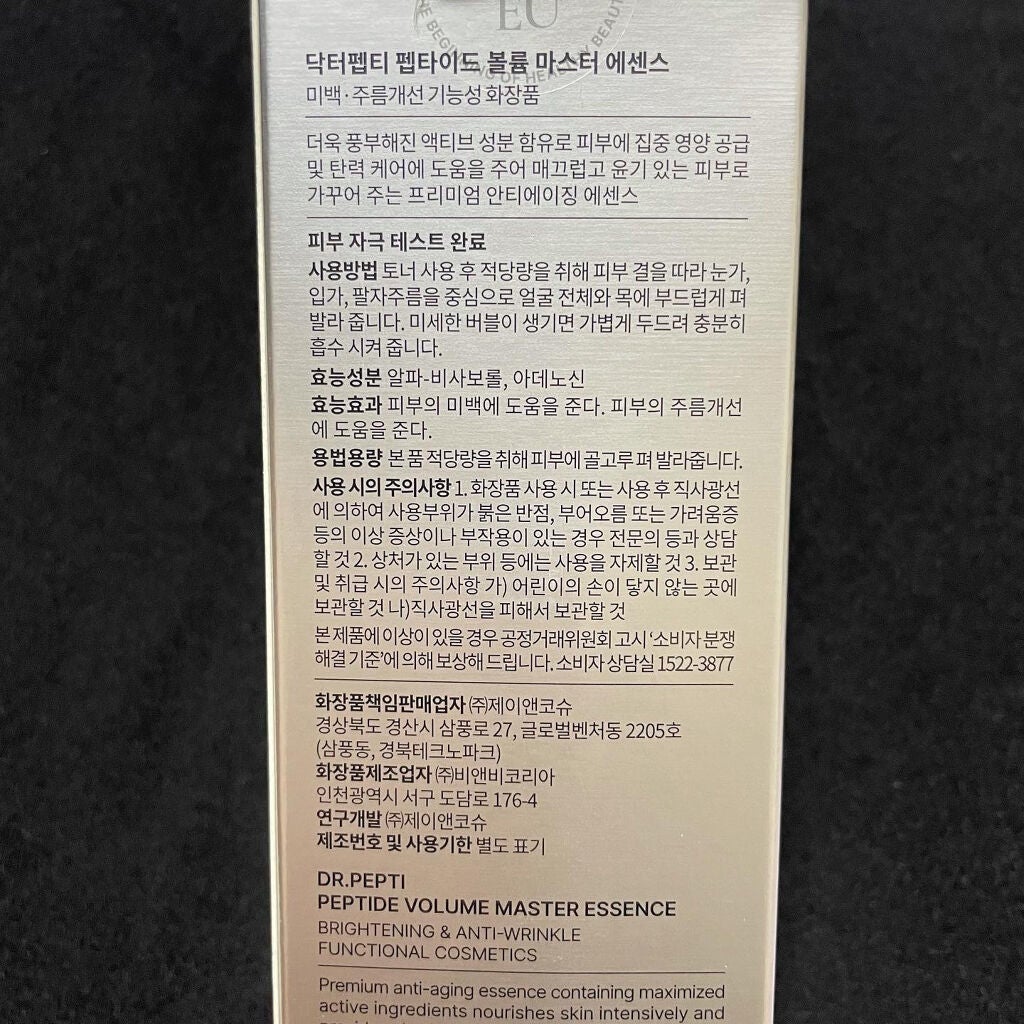 EU
THE BEGINNING OF HEALTHY BEAUTY
닥터펩티 펩타이드 볼륨 마스터 에센스
미백·주름개선 기능성 화장품
더욱 풍부해진 액티브 성분 함유로 피부에 집중 영양 공급
및 탄력 케어에 도움을 주어 매끄럽고 윤기 있는 피부로
가꾸어 주는 프리미엄 안티에이징 에센스
피부 자극 테스트 완료
사용방법 토너 사용 후 적당량을 취해 피부 결을 따라 눈가,
입가, 팔자주름을 중심으로 얼굴 전체와 목에 부드럽게 펴
발라 줍니다. 미세한 버블이 생기면 가볍게 두드려 충분히
흡수 시켜 줍니다.
효능성분 알파-비사보롤, 아데노신
효능효과 피부의 미백에 도움을 준다. 피부의 주름개선
에 도움을 준다.
용법용량 본품 적당량을 취해 피부에 골고루 펴 발라줍니다.
사용 시의 주의사항 1. 화장품 사용 시 또는 사용 후 직사광선
에 의하여 사용부위가 붉은 반점, 부어오름 또는 가려움증
등의 이상 증상이나 부작용이 있는 경우 전문의 등과 상담
할 것 2. 상처가 있는 부위 등에는 사용을 자제할 것 3. 보관
및 취급 시의 주의사항 가) 어린이의 손이 닿지 않는 곳에
보관할 것 나)직사광선을 피해서 보관할 것
본 제품에 이상이 있을 경우 공정거래위원회 고시 '소비자 분쟁
해결 기준'에 의해 보상해 드립니다. 소비자 상담실 1522-3877
화장품책임판매업자 ㈜제이앤코슈
경상북도 경산시 삼풍로 27, 글로벌벤처동 2205호
(삼풍동, 경북테크노파크)
화장품제조업자 ㈜비앤비코리아
인천광역시 서구 도담로 176-4
연구개발 ㈜제이앤코슈
제조번호 및 사용기한 별도 표기
DR.PEPTI
PEPTIDE VOLUME MASTER ESSENCE
BRIGHTENING & ANTI-WRINKLE
FUNCTIONAL COSMETICS
Premium anti-aging essence containing maximized
active ingredients nourishes skin intensively and